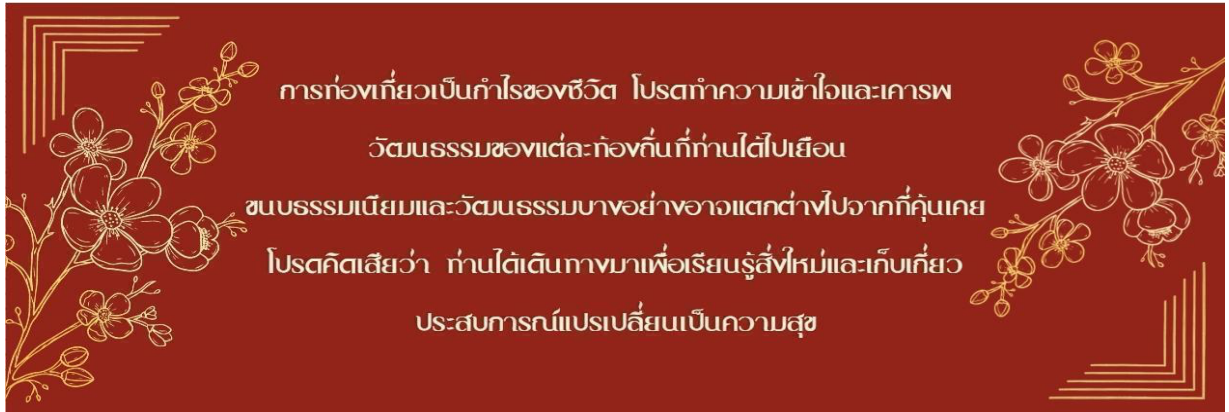 การท่องเที่ยวเป็นกำไรของชีวิต โปรดทำความเข้าใจและเคารพ
วัฒนธรรมของแต่ละท้องถิ่นที่ท่านได้ไปเยือน
ขนบธรรมเนียมและวัฒนธรรมบางอย่างอาจแตกต่างไปจากที่คุ้นเคย
โปรดคิดเสียว่า ท่านได้เดินทางมาเพื่อเรียนรู้สิ่งใหม่และเก็บเกี่ยว
ประสบการณ์แปรเปลี่ยนเป็นความสุข